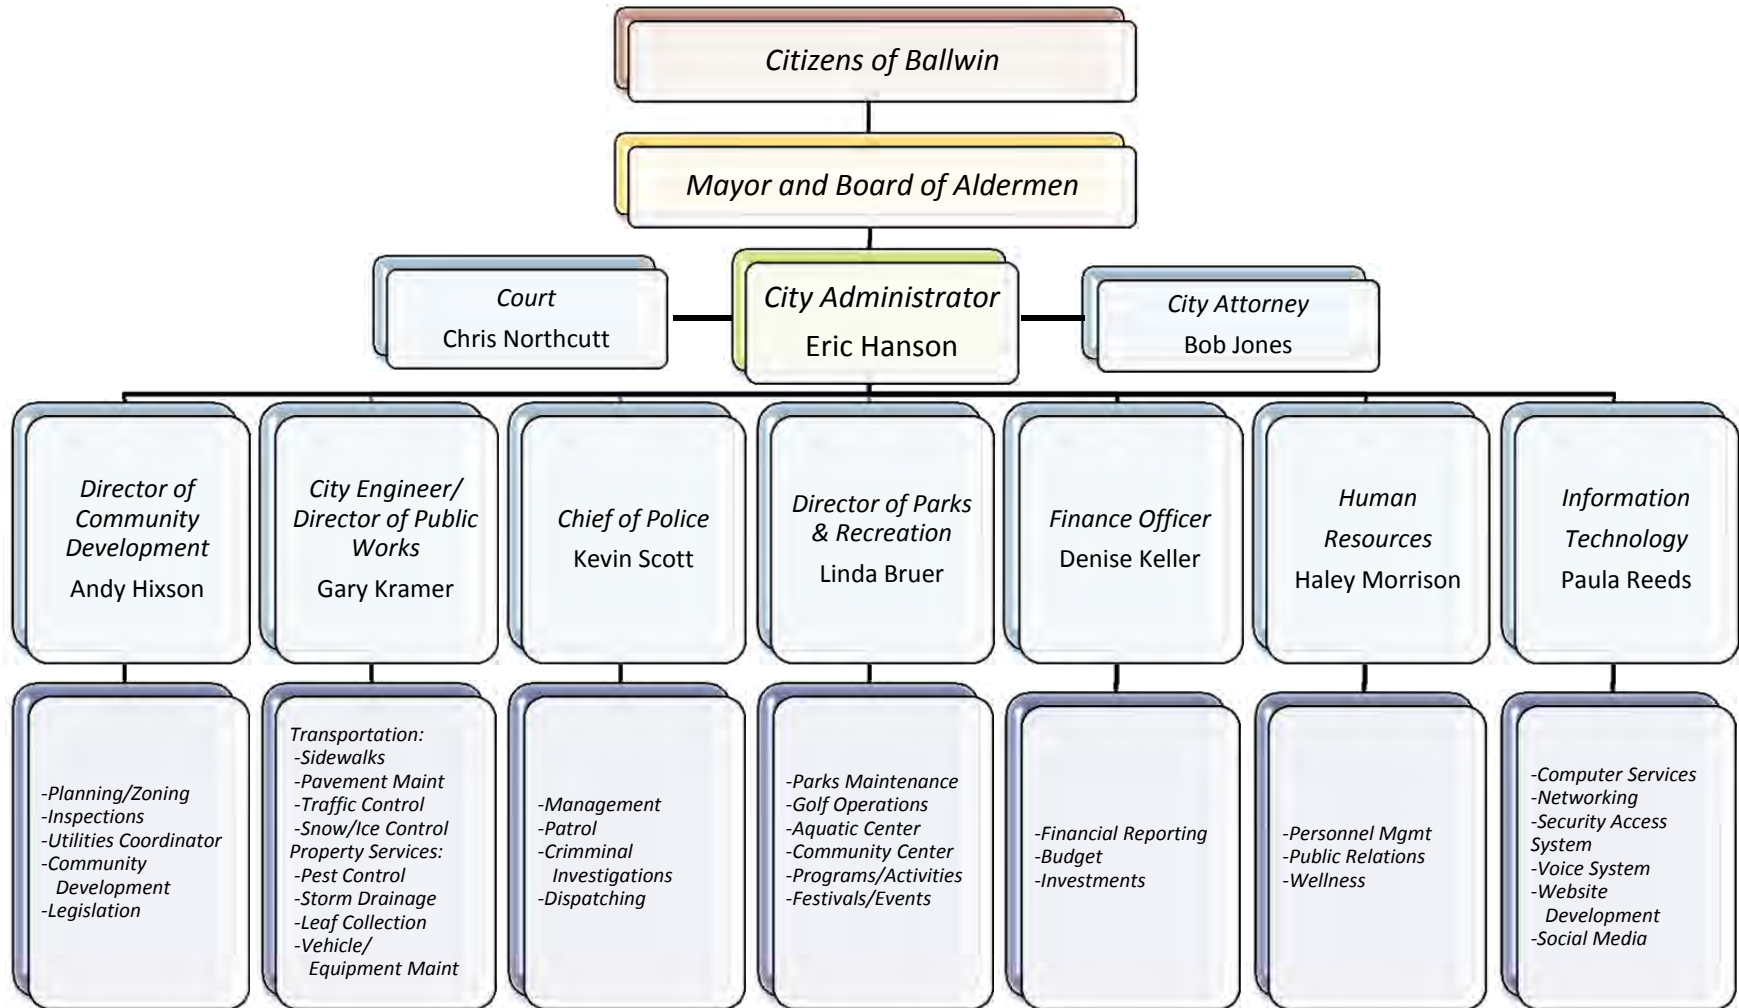 Citizens of Ballwin
Mayor and Board of Aldermen
Court
Chris Northcutt
City Administrator
Eric Hanson
City Attorney
Bob Jones
Director of
Community
Development
Andy Hixson
City Engineer/
Director of Public
Works
Gary Kramer
Chief of Police
Kevin Scott
Director of Parks
& Recreation
Linda Bruer
Finance Officer
Denise Keller
Human
Resources
Haley Morrison
Information
Technology
Paula Reeds
-Planning/Zoning
-Inspections
-Utilities Coordinator
-Community
Development
-Legislation
Transportation:
-Sidewalks
-Pavement Maint
-Traffic Control
-Snow/Ice Control
Property Services:
-Pest Control
-Storm Drainage
-Leaf Collection
-Vehicle/
Equipment Maint
-Management
-Patrol
-Crimminal
Investigations
-Dispatching
-Parks Maintenance
-Golf Operations
-Aquatic Center
-Community Center
-Programs/Activities
-Festivals/Events
-Financial Reporting
-Budget
-Investments
-Personnel Mgmt
-Public Relations
-Wellness
-Computer Services
-Networking
-Security Access
System
-Voice System
-Website
Development
-Social Media